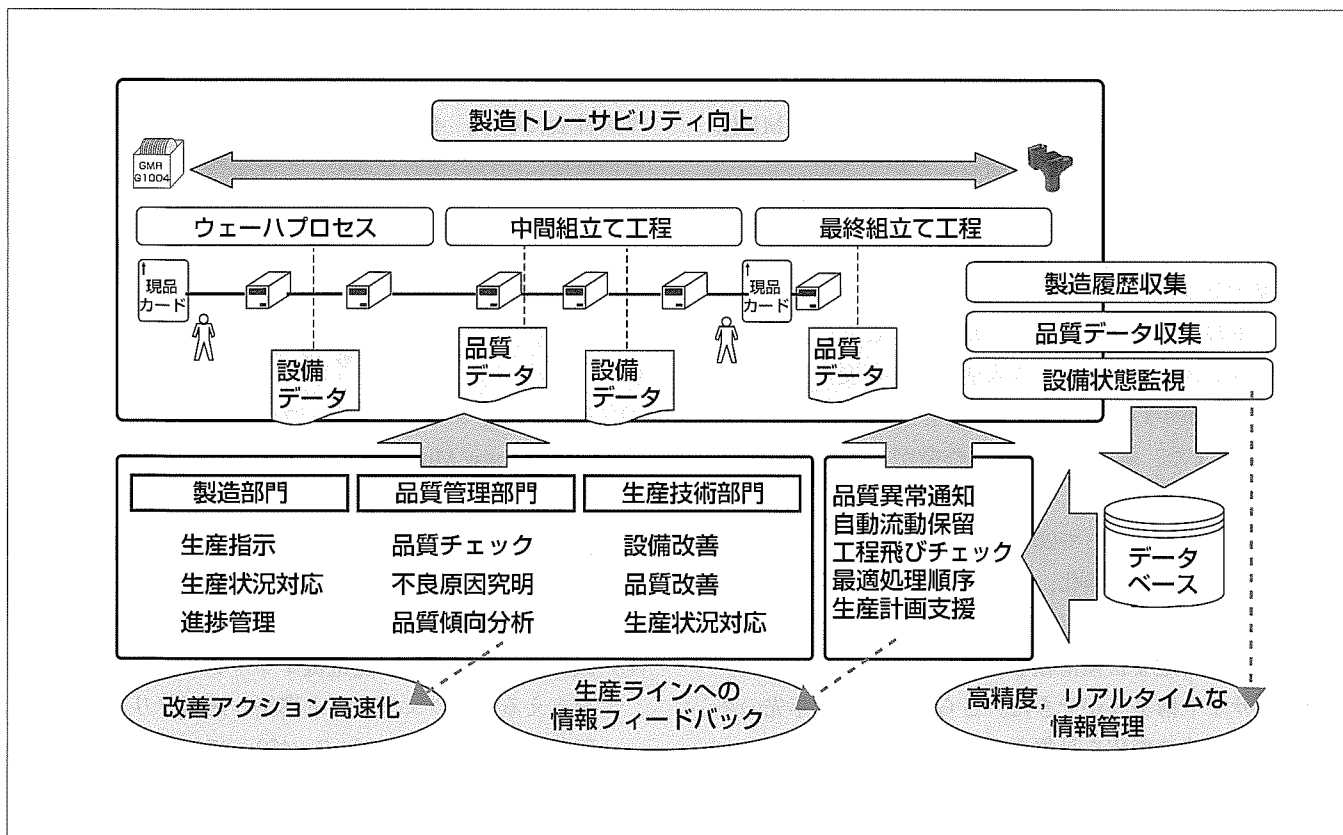 製造トレーサビリティ向上
GMR
G1004
ウェーハプロセス
中間組立て工程
最終組立て工程
現品
カード
現品
カード
設備
データ
品質
データ
設備
データ
品質
データ
製造履歴収集
品質データ収集
設備状態監視
製造部門
生産指示
生産状況対応
進捗管理
品質管理部門
品質チェック
不良原因究明
品質傾向分析
生産技術部門
設備改善
品質改善
生産状況対応
品質異常通知
自動流動保留
工程飛びチェック
最適処理順序
生産計画支援
データ
ベース
改善アクション高速化
生産ラインへの
情報フィードバック
高精度，リアルタイムな
情報管理